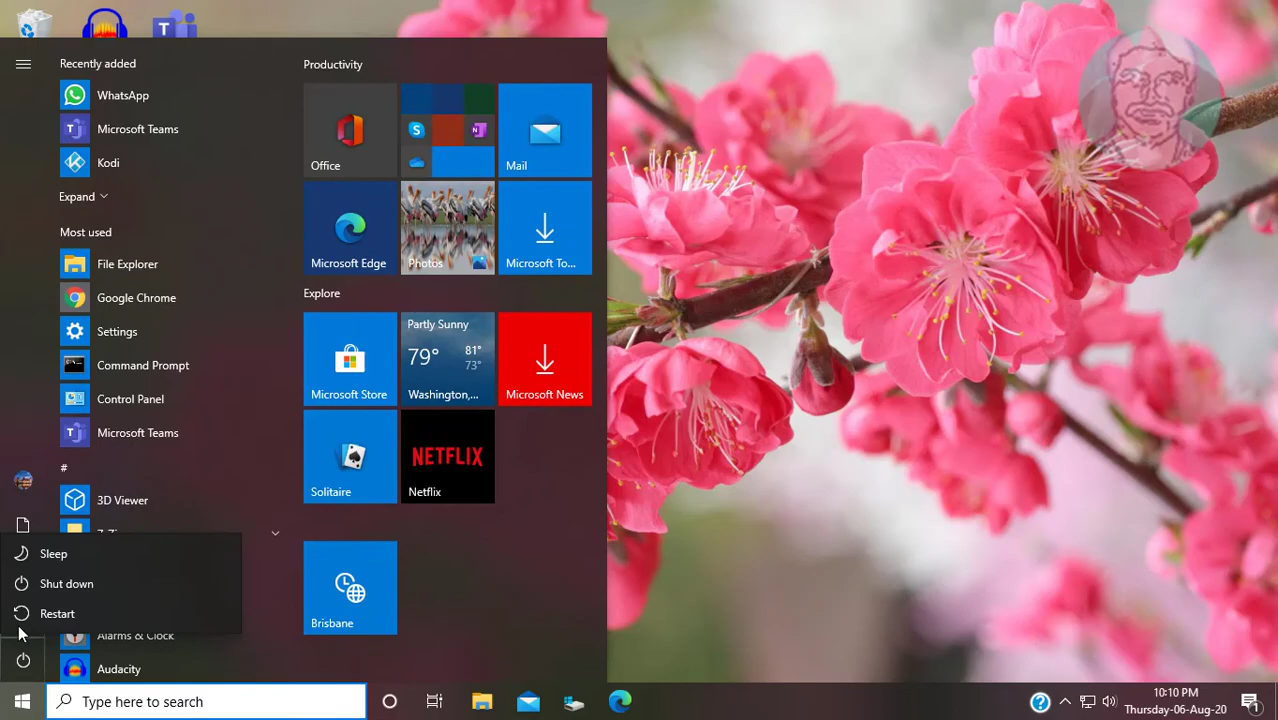 Recently added
WhatsApp
Microsoft Teams
Kodi
Expand
Most used
File Explorer
Google Chrome
Settings
Command Prompt
Control Panel
Microsoft Teams
#
3D Viewer
Sleep
Shut down
Restart
Alarms & Clock
Audacity
Productivity
Office
Mail
Microsoft Edge
Photos
Microsoft To...
Explore
Microsoft Store
Partly Sunny
79° 81°
73°
Washington,...
Microsoft News
Solitaire
NETFLIX
Netflix
Brisbane
Type here to search
10:10 PM
Thursday-06-Aug-20
1